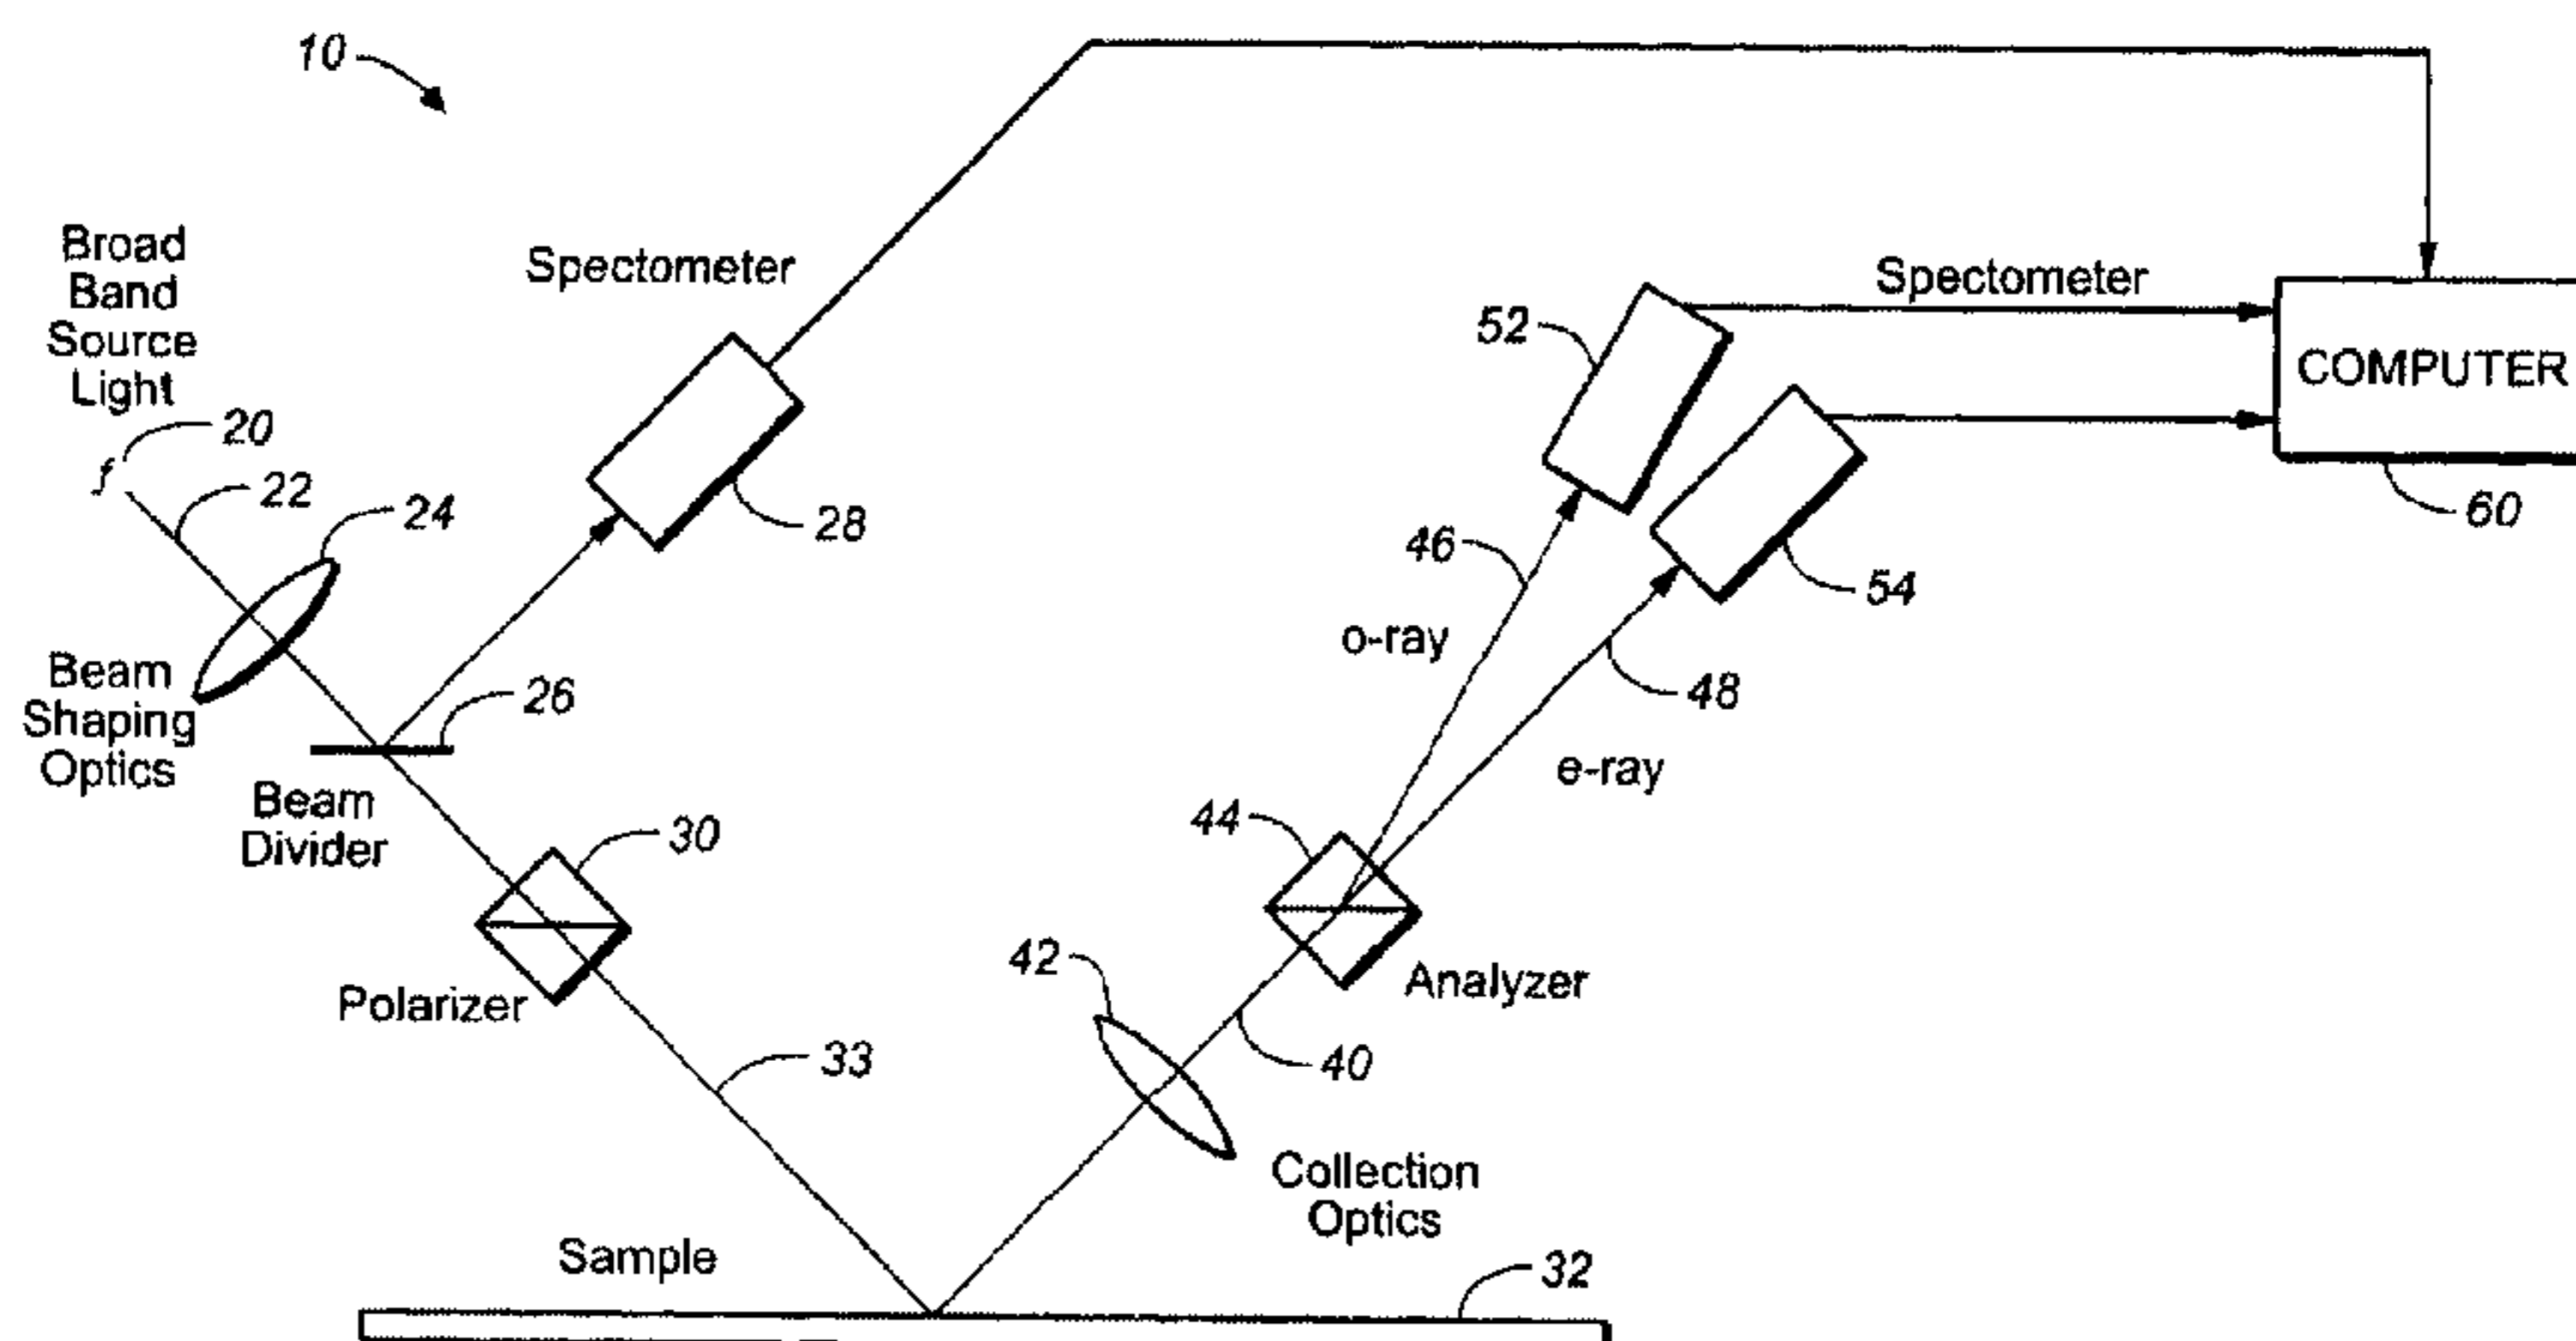 10
Broad
Band
Source
Light
20
f
22
24
Beam
Shaping
Optics
Spectometer
28
26
Beam
Divider
30
Polarizer
33
Sample
32
52
Spectometer
COMPUTER
60
54
46
o-ray
48
e-ray
44
Analyzer
42
40
Collection
Optics